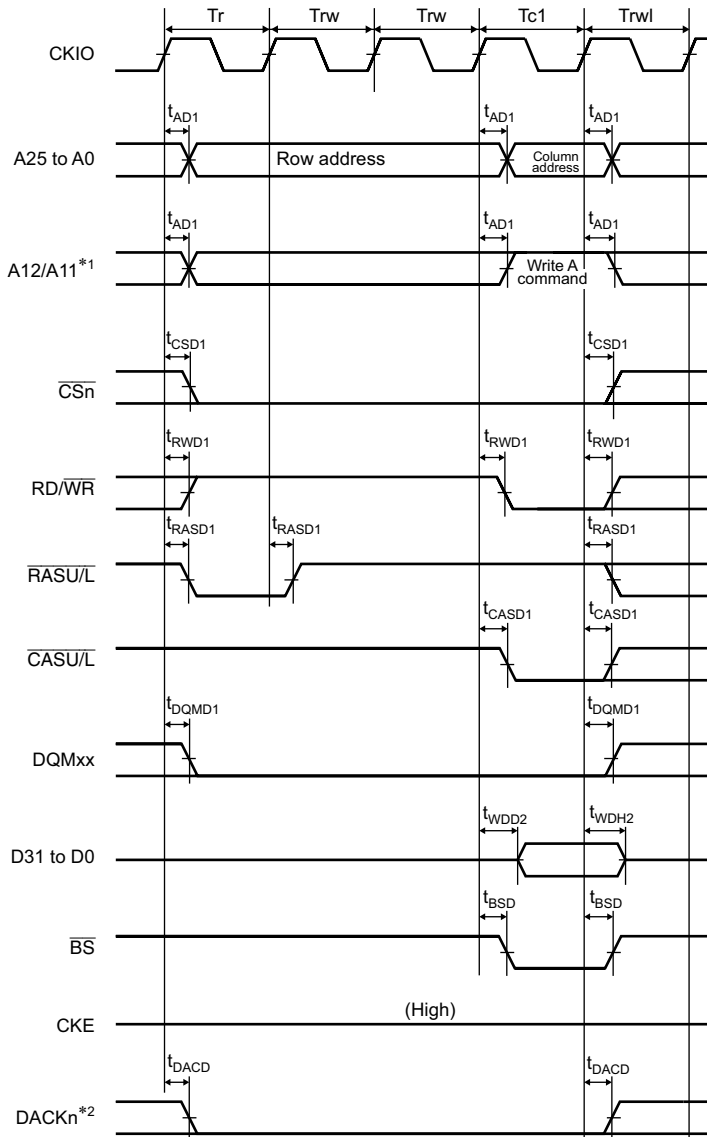 Tr Trw Trw Tc1 Trwl
CKIO
tAD1 tAD1 tAD1
A25 to A0 Row address Column address
tAD1 tAD1 tAD1
A12/A11*1 Write A command
tCSD1 tCSD1
CSn
tRWD1 tRWD1 tRWD1
RD/WR
tRASD1 tRASD1 tRASD1
RASU/L
tCASD1 tCASD1
CASU/L
tDQMD1 tDQMD1
DQMxx
tWDD2 tWDH2
D31 to D0
tBSD tBSD
BS
(High)
CKE
tDACD tDACD
DACKn*2